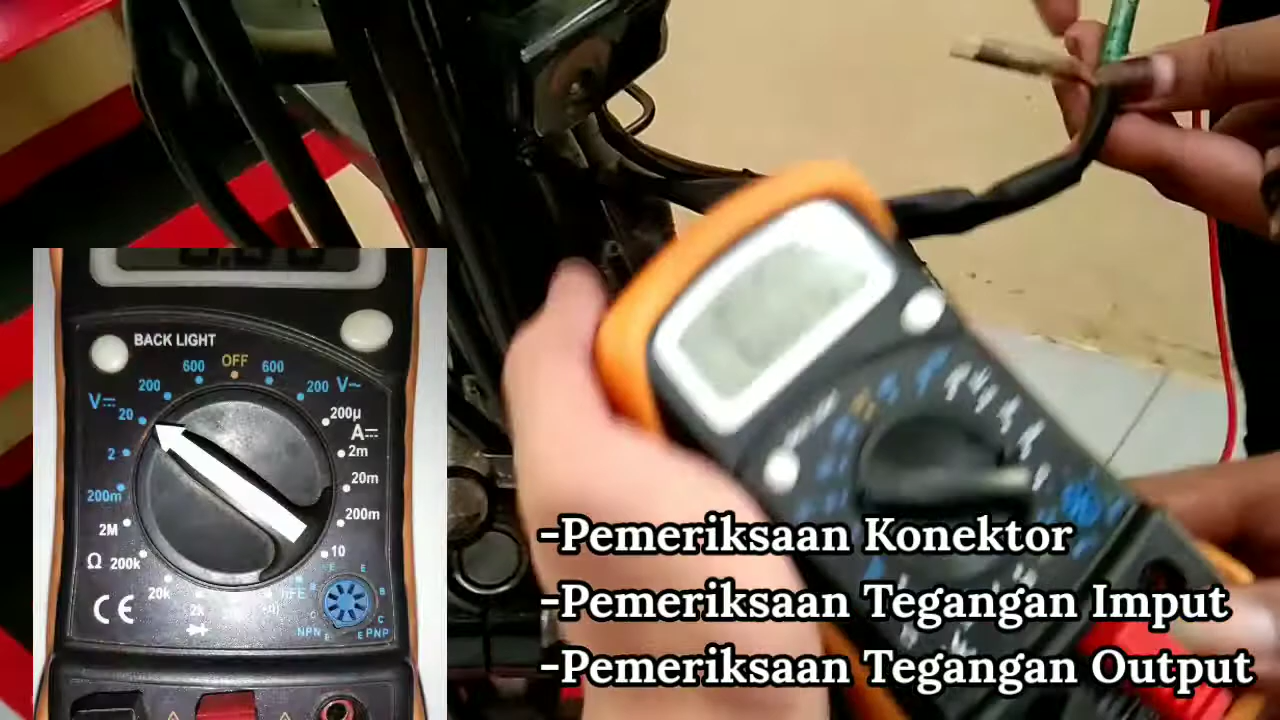 BACK LIGHT
OFF
600
600
200
200
V~
V⎓
20
200µ
A⎓
2
2m
200m
20m
2M
200m
Ω
200k
10
20k
2k
hFE
E
E
B
C
C
NPN
PNP
E
E
CE
-Pemeriksaan Konektor
-Pemeriksaan Tegangan Imput
-Pemeriksaan Tegangan Output